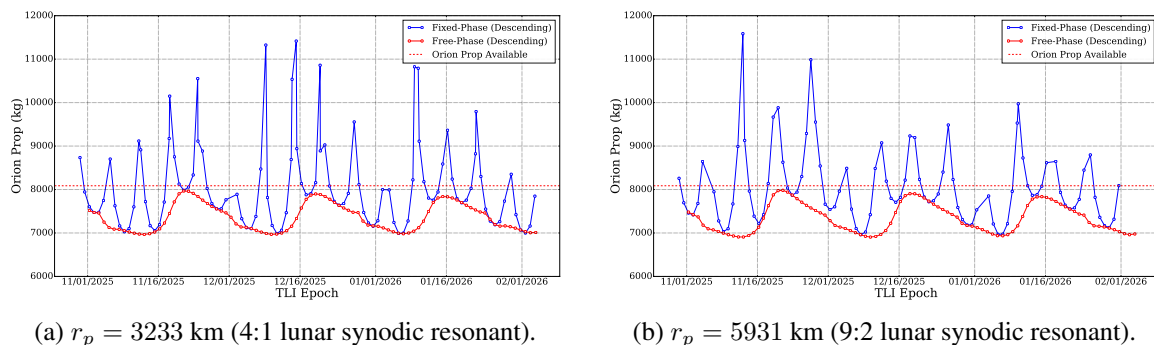 12000
11000
10000
9000
8000
7000
6000
Orion Prop (kg)
Fixed-Phase (Descending)
Free-Phase (Descending)
Orion Prop Available
11/01/2025 11/16/2025 12/01/2025 12/16/2025 01/01/2026 01/16/2026 02/01/2026
TLI Epoch
(a) r_p = 3233 km (4:1 lunar synodic resonant).
12000
11000
10000
9000
8000
7000
6000
Orion Prop (kg)
Fixed-Phase (Descending)
Free-Phase (Descending)
Orion Prop Available
11/01/2025 11/16/2025 12/01/2025 12/16/2025 01/01/2026 01/16/2026 02/01/2026
TLI Epoch
(b) r_p = 5931 km (9:2 lunar synodic resonant).